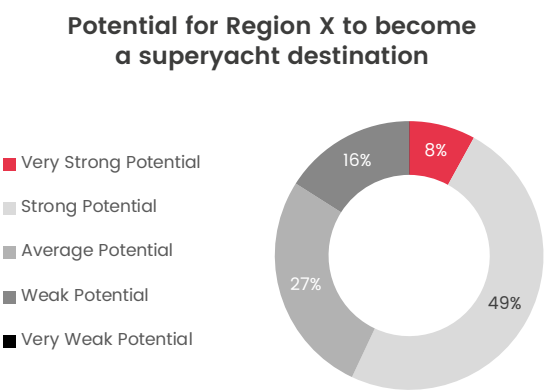 Potential for Region X to become
a superyacht destination
Very Strong Potential
Strong Potential
Average Potential
Weak Potential
Very Weak Potential
8%
16%
27%
49%